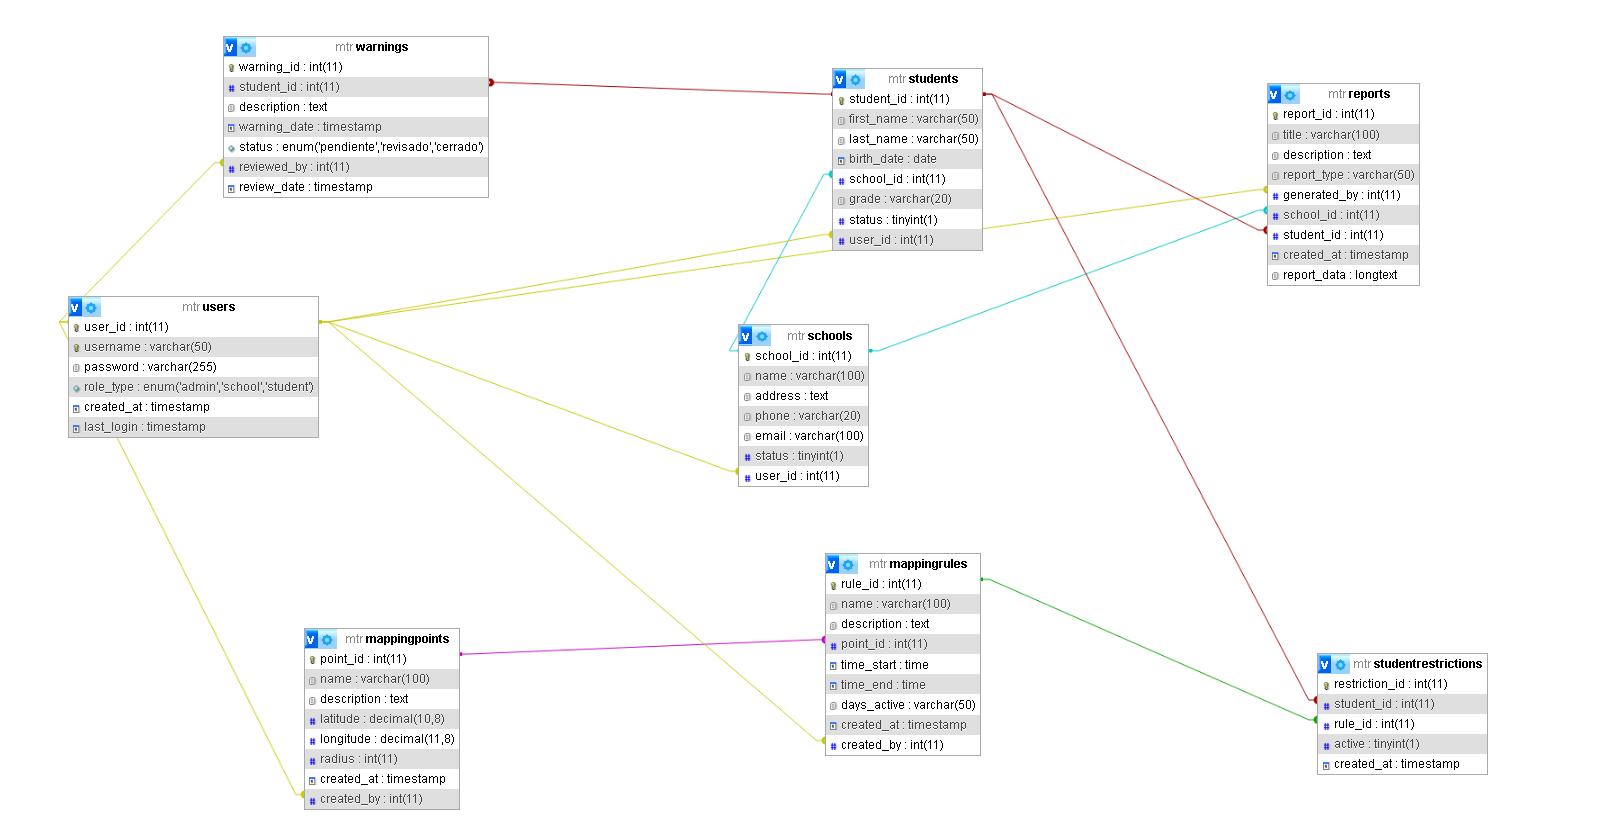 mtr warnings
warning_id : int(11)
student_id : int(11)
description : text
warning_date : timestamp
status : enum('pendiente','revisado','cerrado')
reviewed_by : int(11)
review_date : timestamp
mtr students
student_id : int(11)
first_name : varchar(50)
last_name : varchar(50)
birth_date : date
school_id : int(11)
grade : varchar(20)
status : tinyint(1)
user_id : int(11)
mtr reports
report_id : int(11)
title : varchar(100)
description : text
report_type : varchar(50)
generated_by : int(11)
school_id : int(11)
student_id : int(11)
created_at : timestamp
report_data : longtext
mtr users
user_id : int(11)
username : varchar(50)
password : varchar(255)
role_type : enum('admin','school','student')
created_at : timestamp
last_login : timestamp
mtr schools
school_id : int(11)
name : varchar(100)
address : text
phone : varchar(20)
email : varchar(100)
status : tinyint(1)
user_id : int(11)
mtr mappingrules
rule_id : int(11)
name : varchar(100)
description : text
point_id : int(11)
time_start : time
time_end : time
days_active : varchar(50)
created_at : timestamp
created_by : int(11)
mtr mappingpoints
point_id : int(11)
name : varchar(100)
description : text
latitude : decimal(10,8)
longitude : decimal(11,8)
radius : int(11)
created_at : timestamp
created_by : int(11)
mtr studentrestrictions
restriction_id : int(11)
student_id : int(11)
rule_id : int(11)
active : tinyint(1)
created_at : timestamp